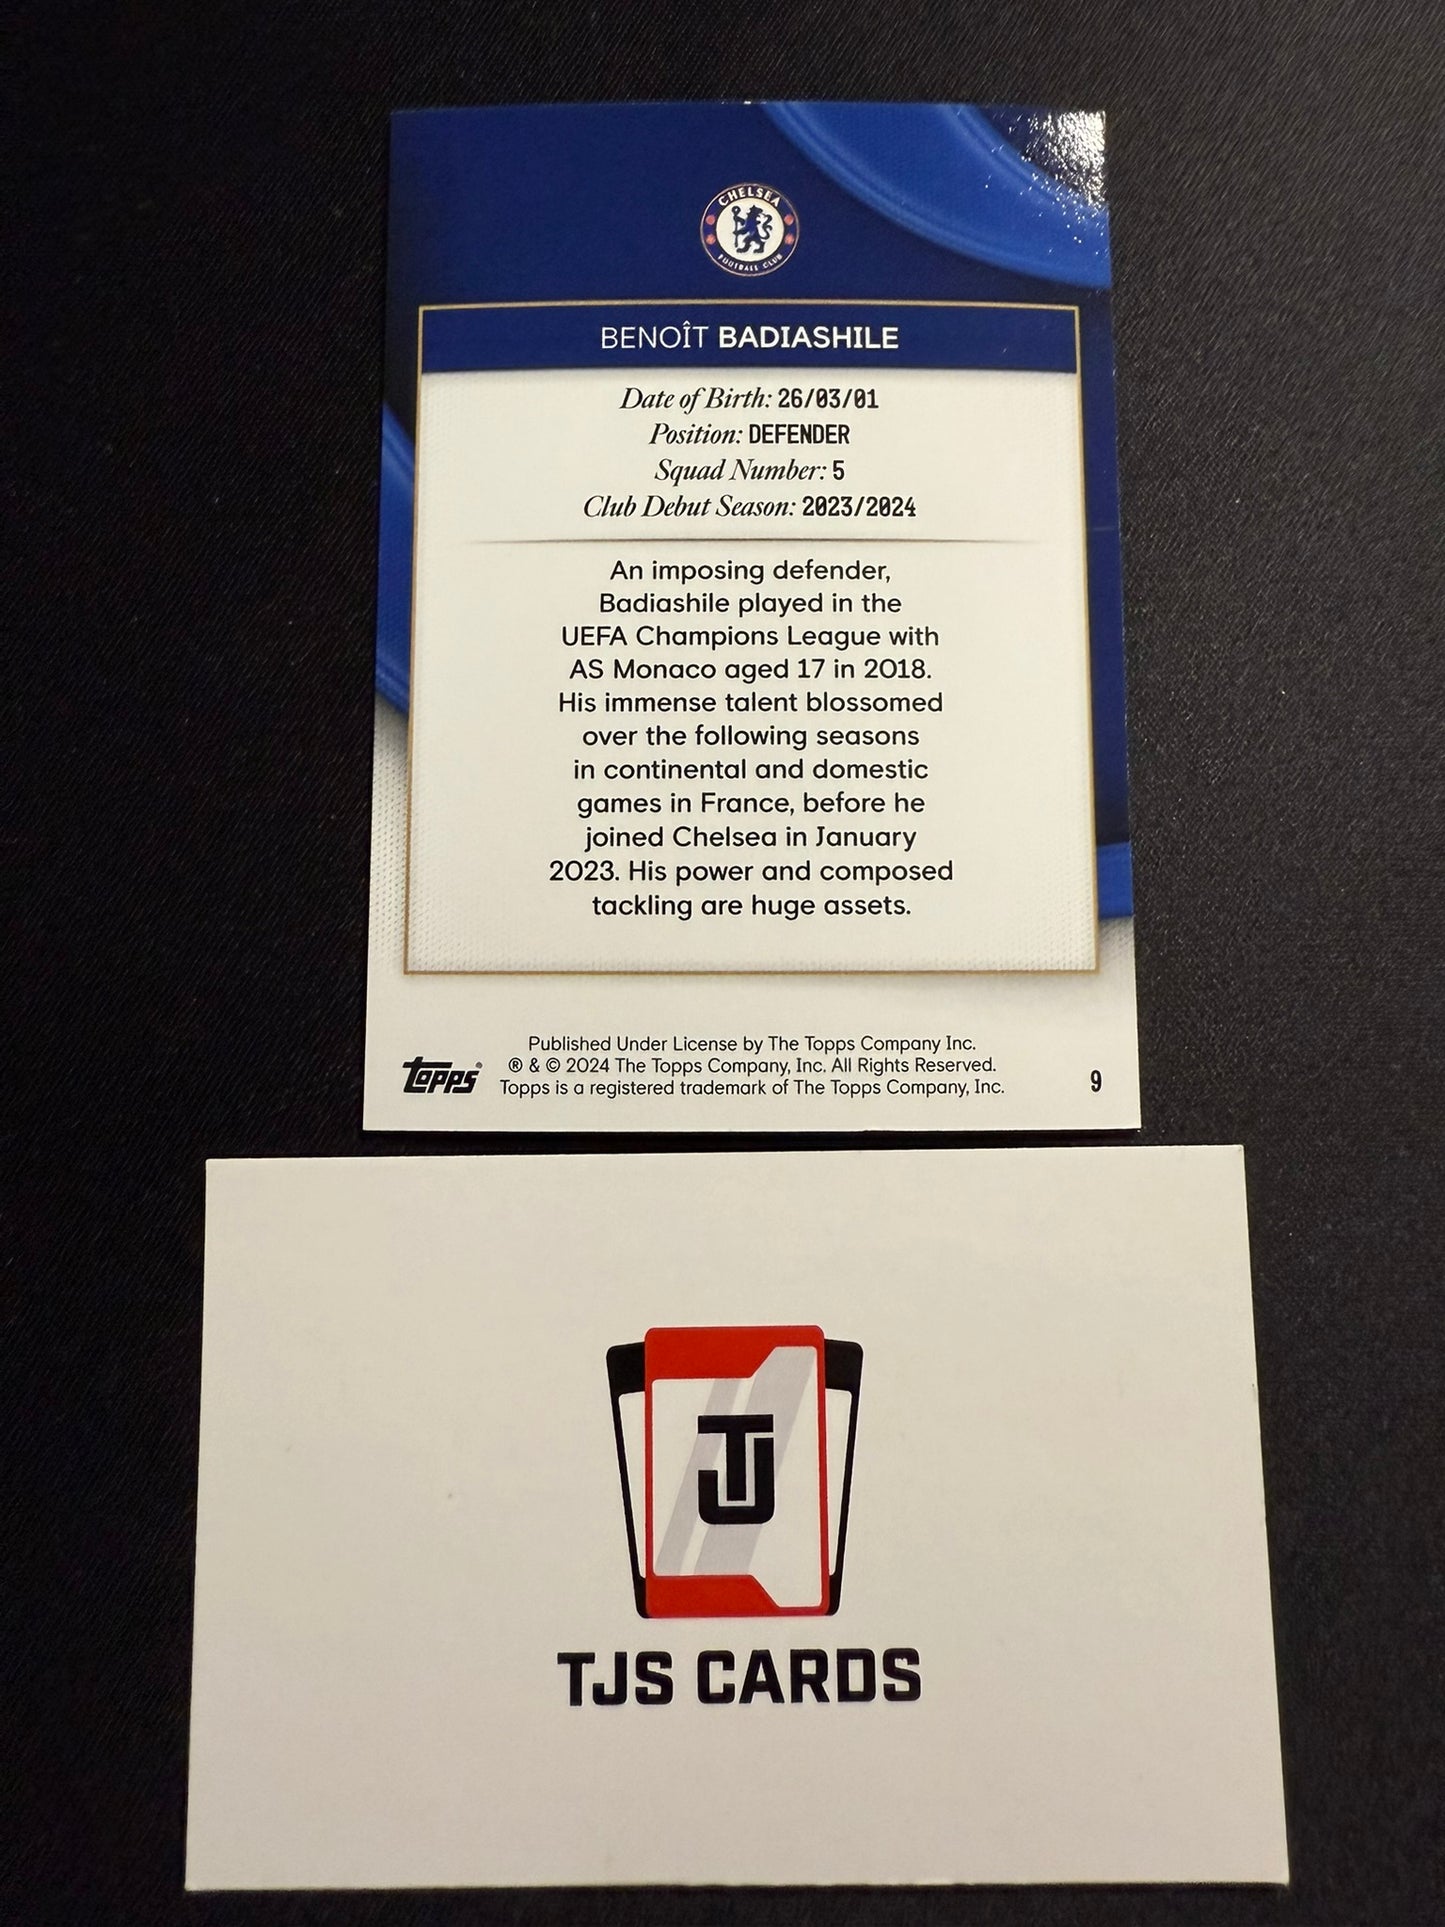 CHELSEA
FOOTBALL CLUB
BENOÎT BADIASHILE
Date of Birth: 26/03/01
Position: DEFENDER
Squad Number: 5
Club Debut Season: 2023/2024
An imposing defender,
Badiashile played in the
UEFA Champions League with
AS Monaco aged 17 in 2018.
His immense talent blossomed
over the following seasons
in continental and domestic
games in France, before he
joined Chelsea in January
2023. His power and composed
tackling are huge assets.
Published Under License by The Topps Company Inc.
® & © 2024 The Topps Company, Inc. All Rights Reserved.
Topps is a registered trademark of The Topps Company, Inc.
Topps®
9
TJ
TJS CARDS